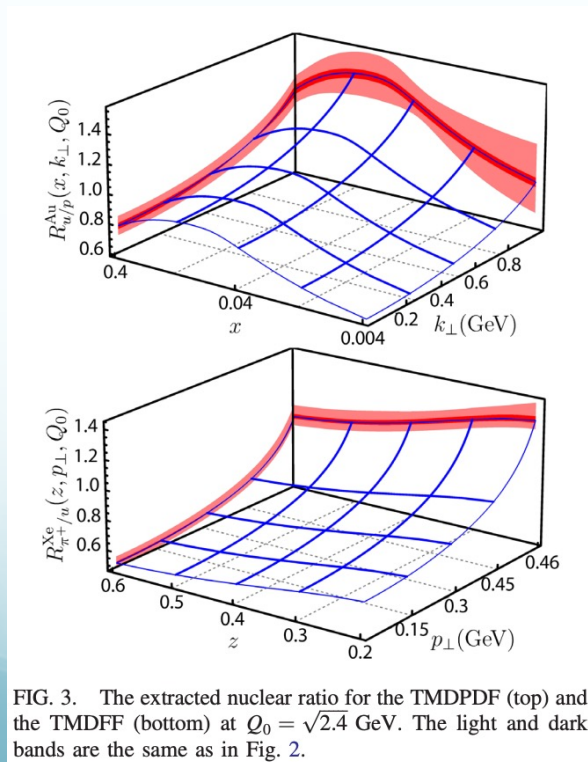 1.4
1.2
1.0
0.8
0.6
R^{Au}_{u/p}(x, k_⊥, Q_0)
0.4
0.04
0.004
x
0.2
0.4
0.6
0.8
k_⊥(GeV)
1.4
1.2
1.0
0.8
0.6
R^{Xe}_{π^+/u}(z, p_⊥, Q_0)
0.6
0.5
0.4
0.3
0.2
z
0.15
0.3
0.45
0.46
p_⊥(GeV)
FIG. 3. The extracted nuclear ratio for the TMDPDF (top) and
the TMDFF (bottom) at Q_0 = √2.4 GeV. The light and dark
bands are the same as in Fig. 2.